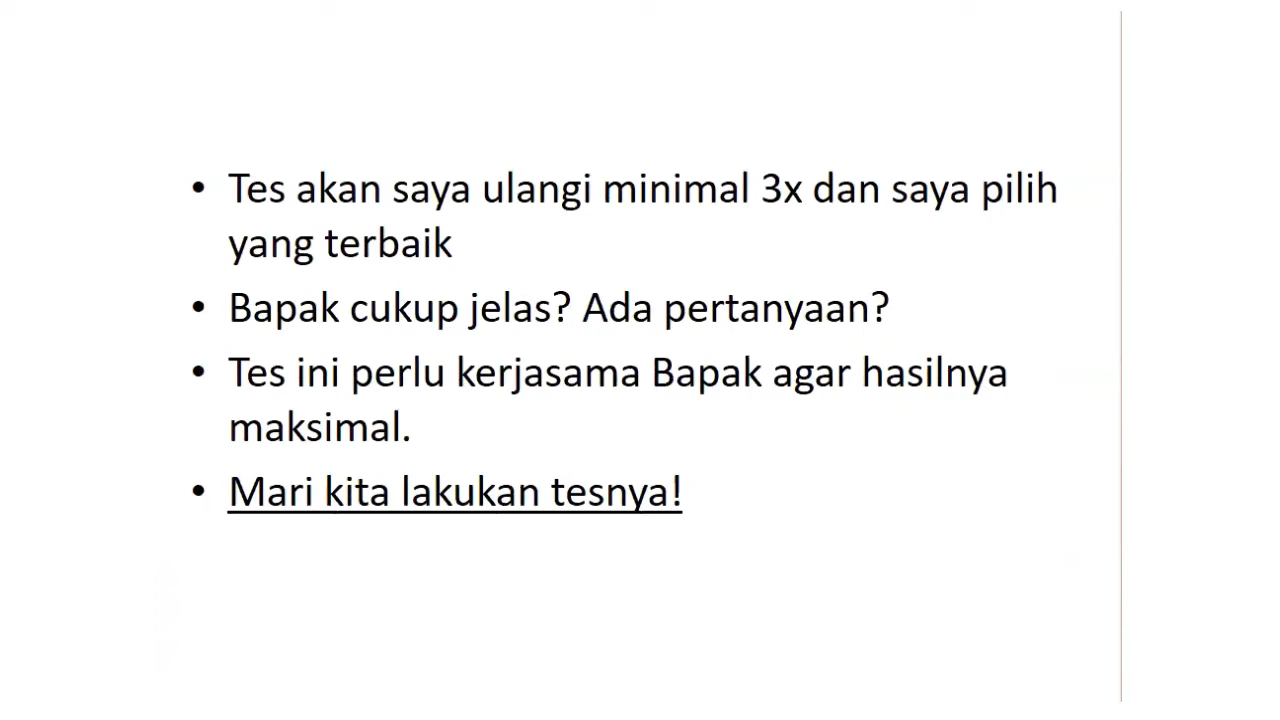 • Tes akan saya ulangi minimal 3x dan saya pilih
yang terbaik
• Bapak cukup jelas? Ada pertanyaan?
• Tes ini perlu kerjasama Bapak agar hasilnya
maksimal.
• Mari kita lakukan tesnya!